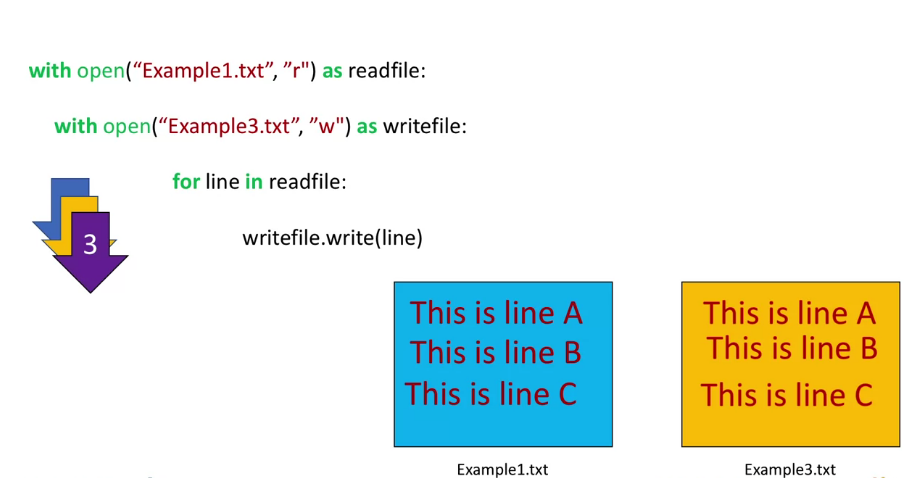 with open(“Example1.txt”, ”r") as readfile:
with open(“Example3.txt”, ”w") as writefile:
for line in readfile:
3
writefile.write(line)
This is line A
This is line B
This is line C
Example1.txt
This is line A
This is line B
This is line C
Example3.txt